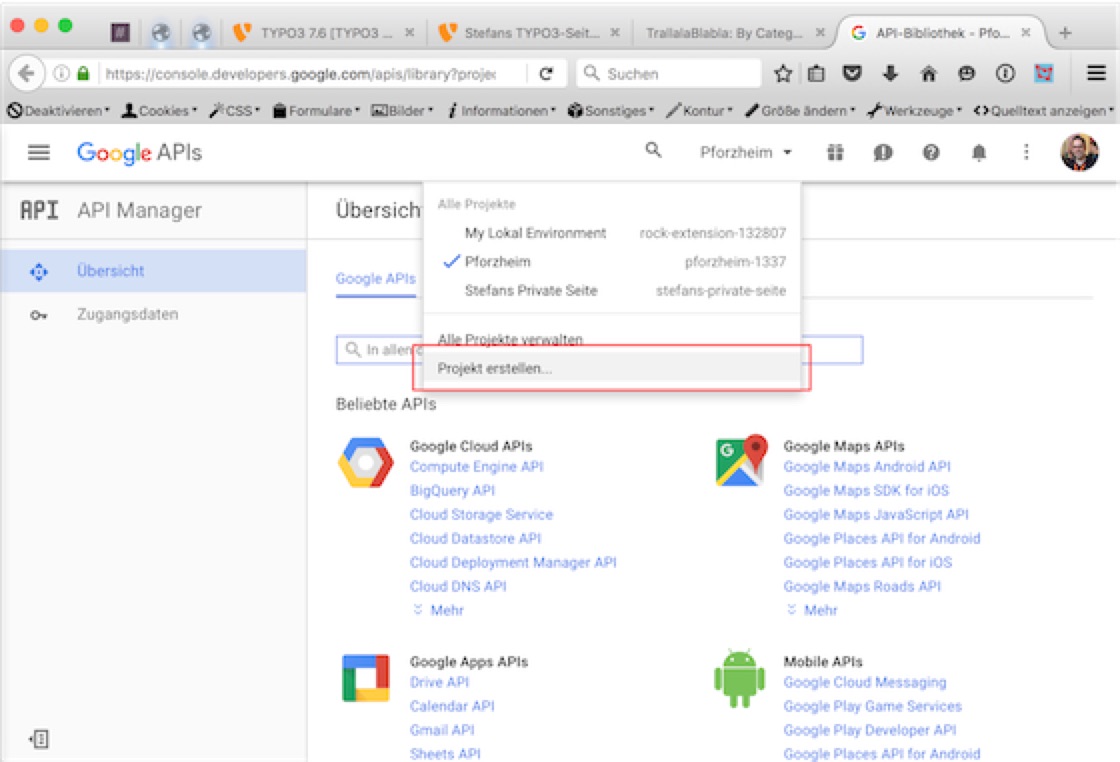 TYPO3 7.6 [TYPO3 ...
Stefans TYPO3-Seit...
TrallalaBlabla: By Categ...
API-Bibliothek - Pfo...
https://console.developers.google.com/apis/library?projec
Suchen
Deaktivieren Cookies CSS Formulare Bilder Informationen Sonstiges Kontur Größe ändern Werkzeuge Quelltext anzeigen
Google APIs
Pforzheim
API API Manager
Übersicht
Zugangsdaten
Übersich
Google APIs
In allen
Alle Projekte
My Lokal Environment rock-extension-132807
Pforzheim pforzheim-1337
Stefans Private Seite stefans-private-seite
Alle Projekte verwalten
Projekt erstellen...
Beliebte APIs
Google Cloud APIs
Compute Engine API
BigQuery API
Cloud Storage Service
Cloud Datastore API
Cloud Deployment Manager API
Cloud DNS API
Mehr
Google Maps APIs
Google Maps Android API
Google Maps SDK for iOS
Google Maps JavaScript API
Google Places API for Android
Google Places API for iOS
Google Maps Roads API
Mehr
Google Apps APIs
Drive API
Calendar API
Gmail API
Sheets API
Mobile APIs
Google Cloud Messaging
Google Play Game Services
Google Play Developer API
Google Places API for Android